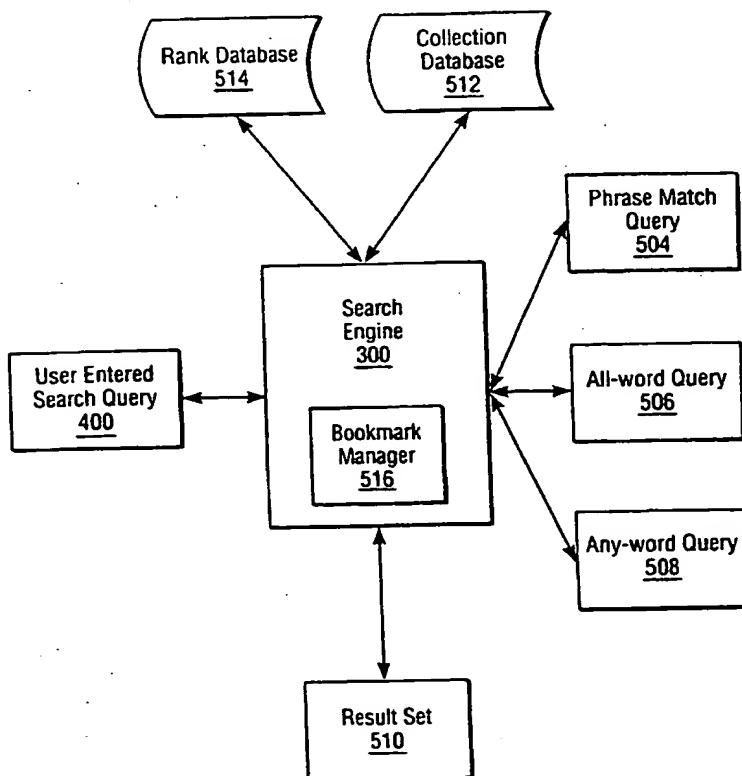 Rank Database
514
Collection
Database
512
Phrase Match
Query
504
Search
Engine
300
User Entered
Search Query
400
All-word Query
506
Bookmark
Manager
516
Any-word Query
508
Result Set
510